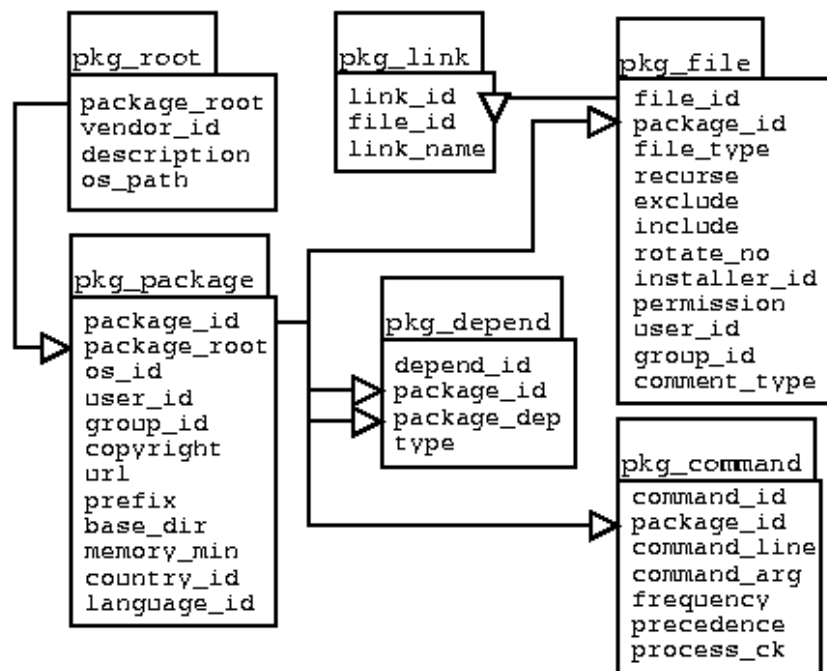 pkg_root
package_root
vendor_id
description
os_path
pkg_link
link_id
file_id
link_name
pkg_file
file_id
package_id
file_type
recurse
exclude
include
rotate_no
installer_id
permission
user_id
group_id
comment_type
pkg_package
package_id
package_root
os_id
user_id
group_id
copyright
url
prefix
base_dir
memory_min
country_id
language_id
pkg_depend
depend_id
package_id
package_dep
type
pkg_command
command_id
package_id
command_line
command_arg
frequency
precedence
process_ck